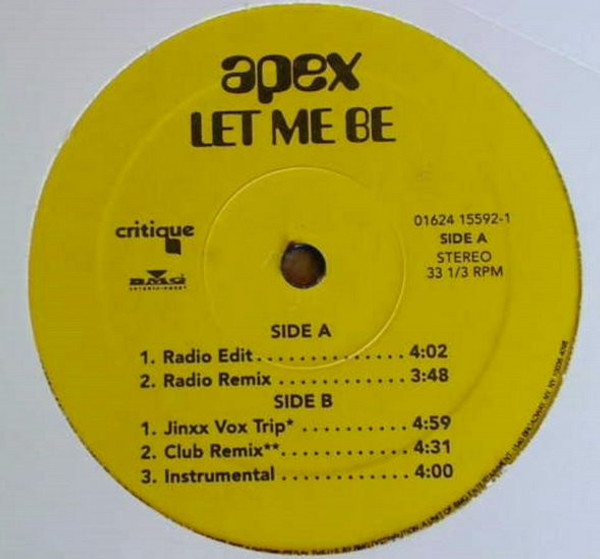 apex
LET ME BE
critique
BMG
ENTERTAINMENT
01624 15592-1
SIDE A
STEREO
33 1/3 RPM
SIDE A
1. Radio Edit.............. 4:02
2. Radio Remix ............ 3:48
SIDE B
1. Jinxx Vox Trip* .......... 4:59
2. Club Remix**............ 4:31
3. Instrumental ............ 4:00